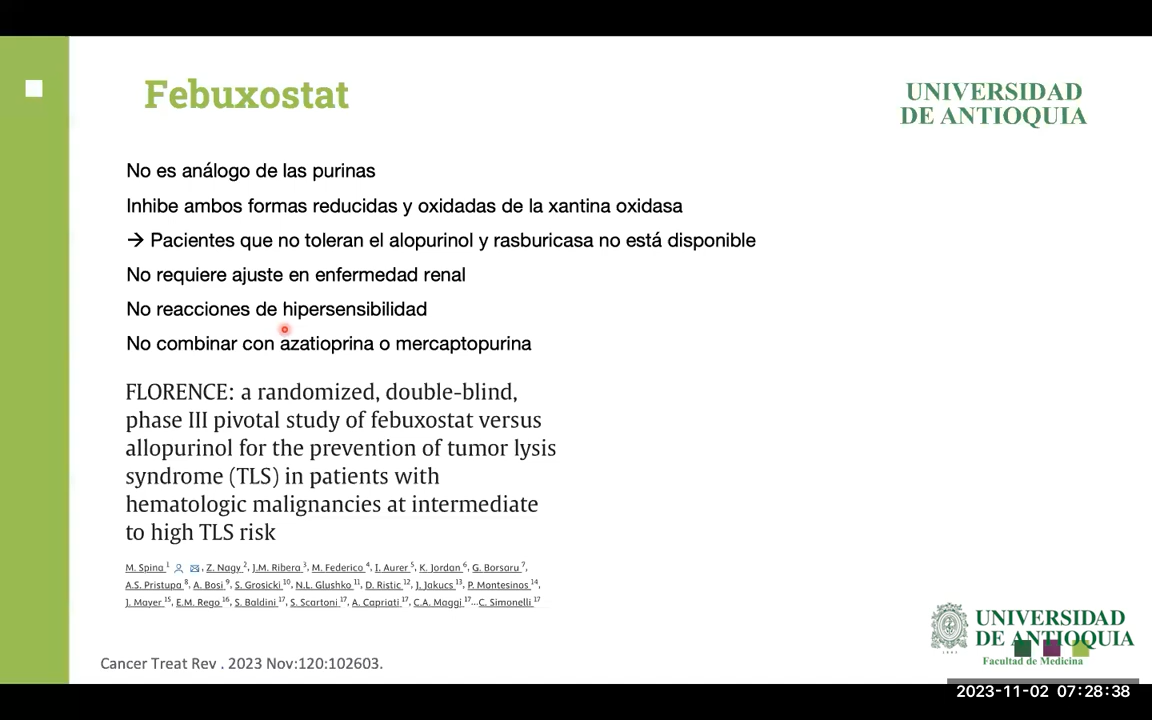 Febuxostat
UNIVERSIDAD
DE ANTIOQUIA
No es análogo de las purinas
Inhibe ambos formas reducidas y oxidadas de la xantina oxidasa
→ Pacientes que no toleran el alopurinol y rasburicasa no está disponible
No requiere ajuste en enfermedad renal
No reacciones de hipersensibilidad
No combinar con azatioprina o mercaptopurina
FLORENCE: a randomized, double-blind,
phase III pivotal study of febuxostat versus
allopurinol for the prevention of tumor lysis
syndrome (TLS) in patients with
hematologic malignancies at intermediate
to high TLS risk
M. Spina 1, Z. Nagy 2, J.M. Ribera 3, M. Federico 4, I. Aurer 5, K. Jordan 6, G. Borsaru 7,
A.S. Pristupa 8, A. Bosi 9, S. Grosicki 10, N.L. Glushko 11, D. Ristic 12, J. Jakucs 13, P. Montesinos 14,
J. Mayer 15, E.M. Rego 16, S. Baldini 17, S. Scartoni 17, A. Capriati 17, C.A. Maggi 17...C. Simonelli 17
Cancer Treat Rev . 2023 Nov:120:102603.
UNIVERSIDAD
DE ANTIOQUIA
Facultad de Medicina
2023-11-02 07:28:38